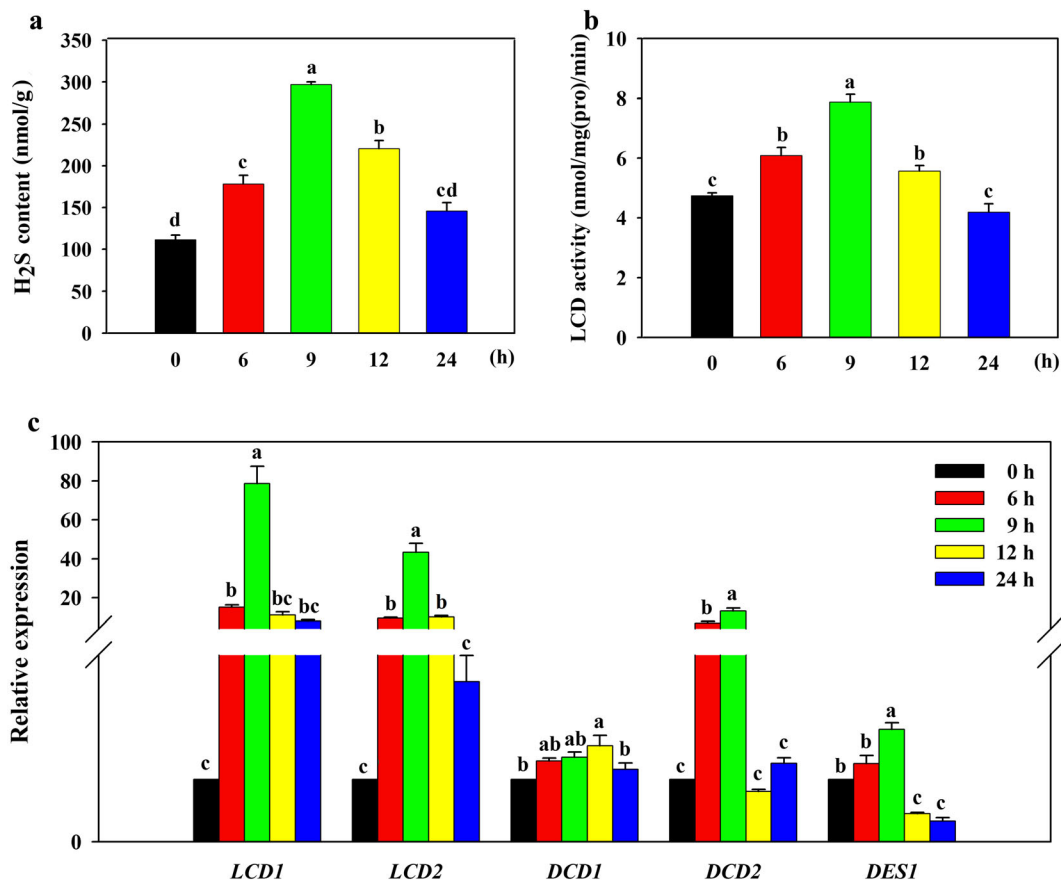 a
H2S content (nmol/g)
350
300
250
200
150
100
50
0
d
c
a
b
cd
0 6 9 12 24 (h)
b
LCD activity (nmol/mg(pro)/min)
10
8
6
4
2
0
c
b
a
b
c
0 6 9 12 24 (h)
c
Relative expression
100
80
60
40
20
0
c b a bc bc
c b a b c
b ab ab a b
c b a c c
b b a c c
0 h
6 h
9 h
12 h
24 h
LCD1 LCD2 DCD1 DCD2 DES1